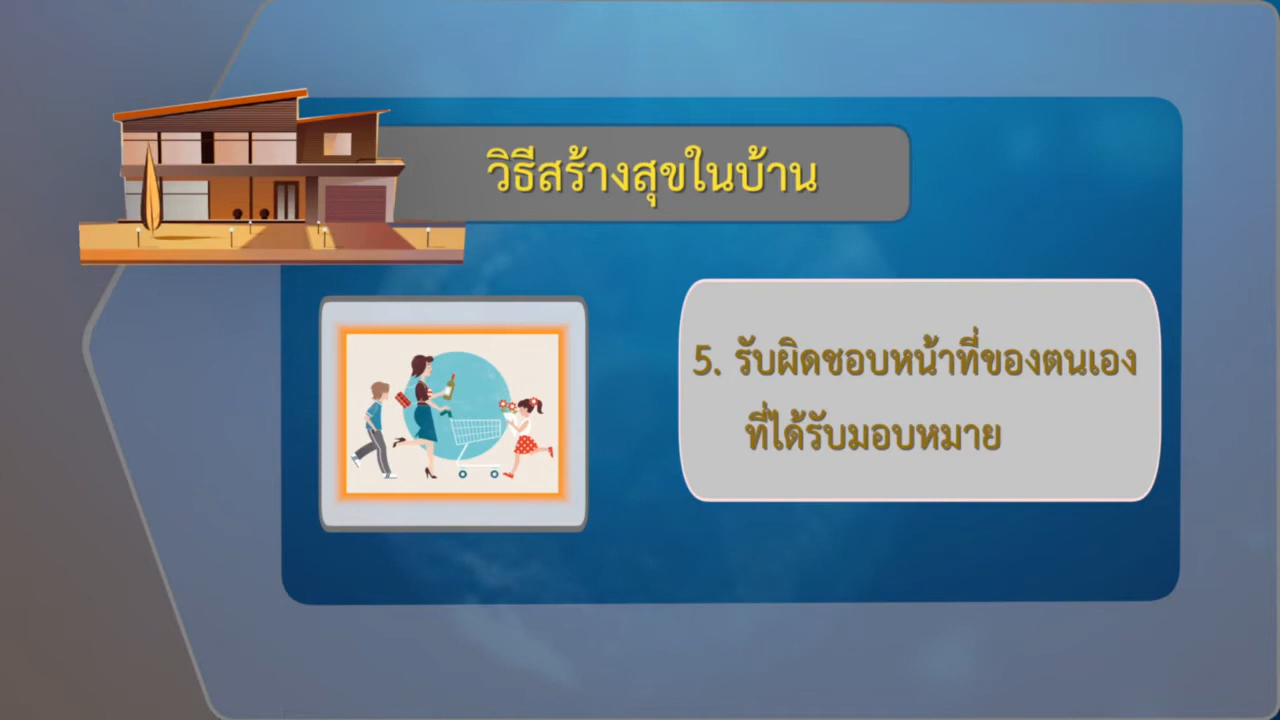 วิธีสร้างสุขในบ้าน
5. รับผิดชอบหน้าที่ของตนเอง
ที่ได้รับมอบหมาย